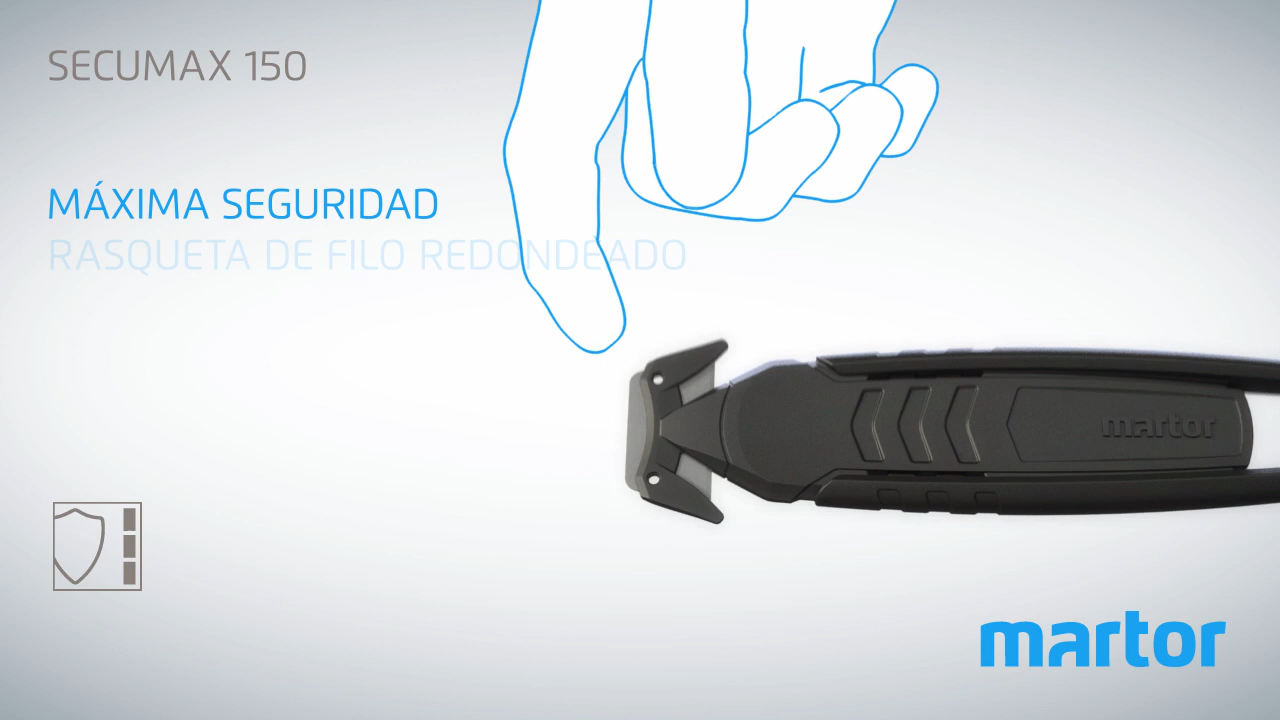 SECUMAX 150
MÁXIMA SEGURIDAD
RASQUETA DE FILO REDONDEADO
martor
martor